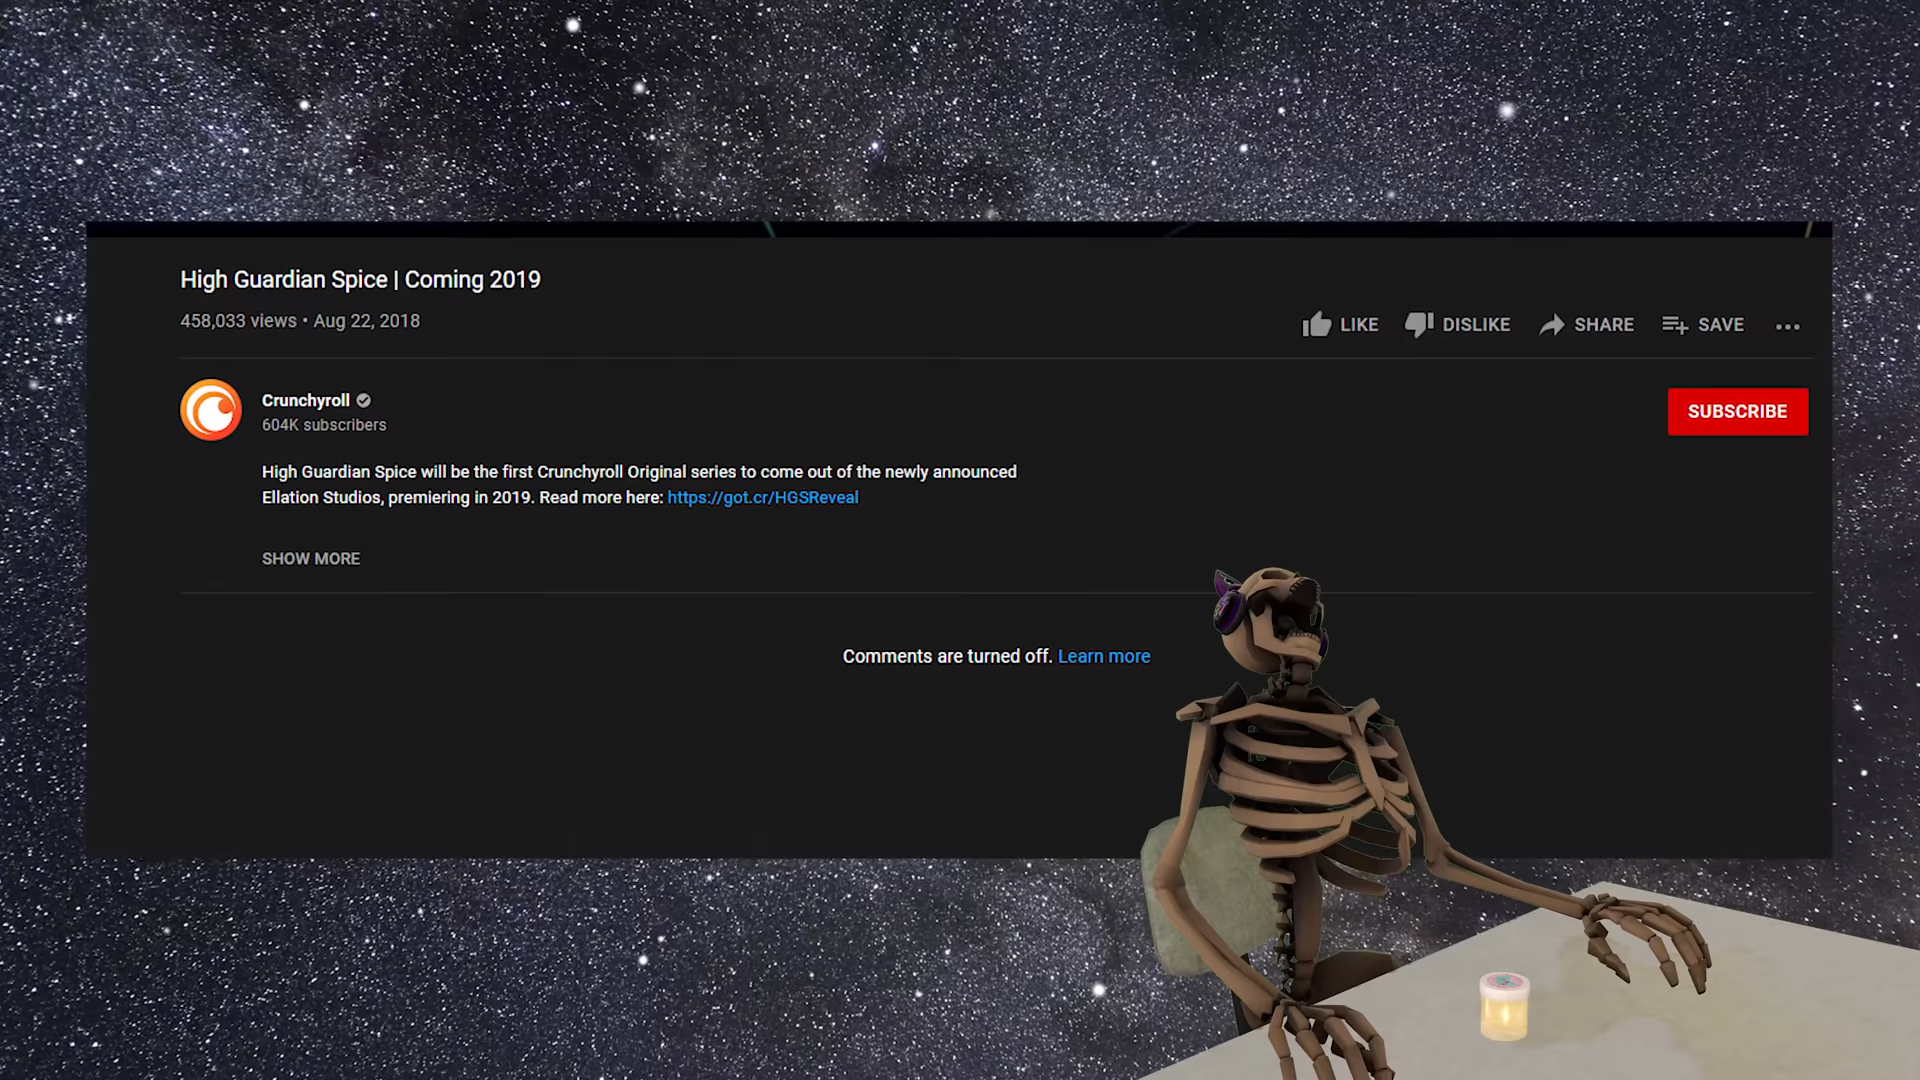 High Guardian Spice | Coming 2019
458,033 views • Aug 22, 2018
LIKE DISLIKE SHARE SAVE
Crunchyroll
604K subscribers
SUBSCRIBE
High Guardian Spice will be the first Crunchyroll Original series to come out of the newly announced
Ellation Studios, premiering in 2019. Read more here: https://got.cr/HGSReveal
SHOW MORE
Comments are turned off. Learn more